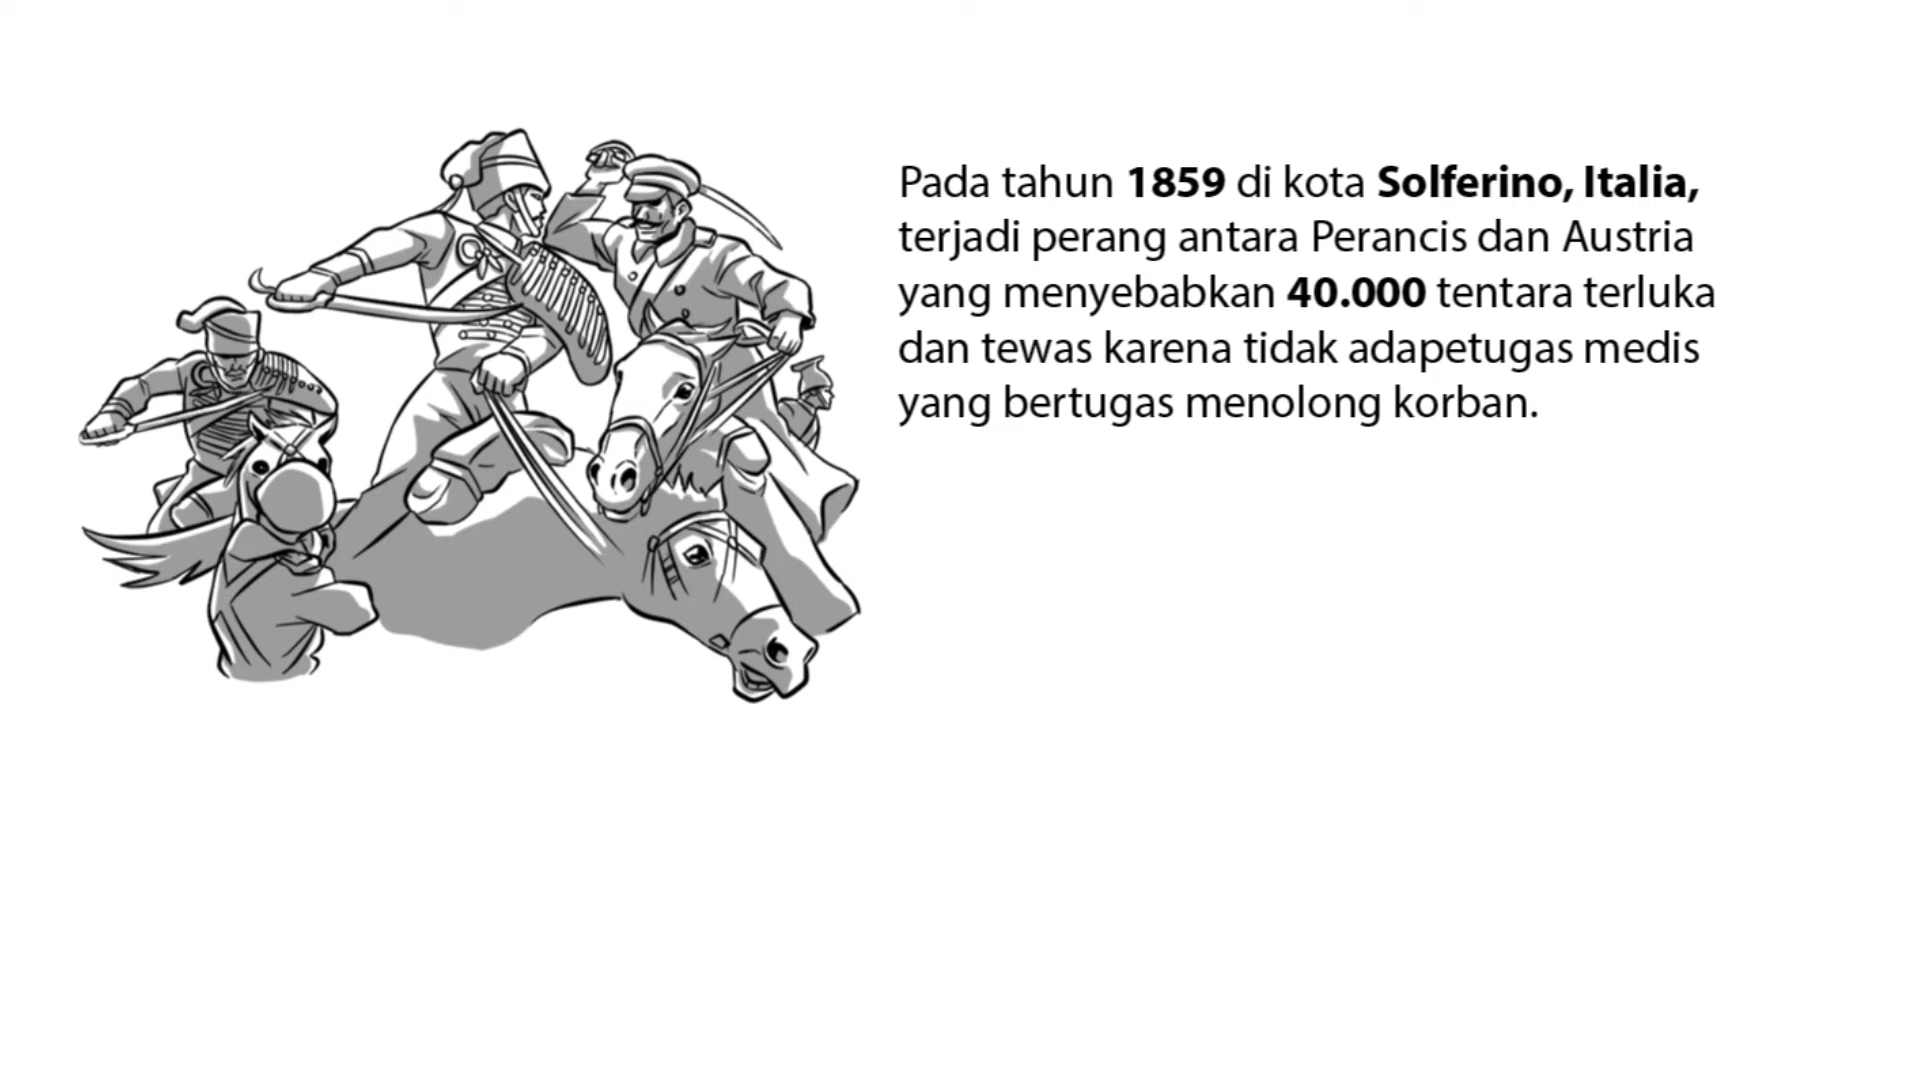 Pada tahun 1859 di kota Solferino, Italia,
terjadi perang antara Perancis dan Austria
yang menyebabkan 40.000 tentara terluka
dan tewas karena tidak adapetugas medis
yang bertugas menolong korban.